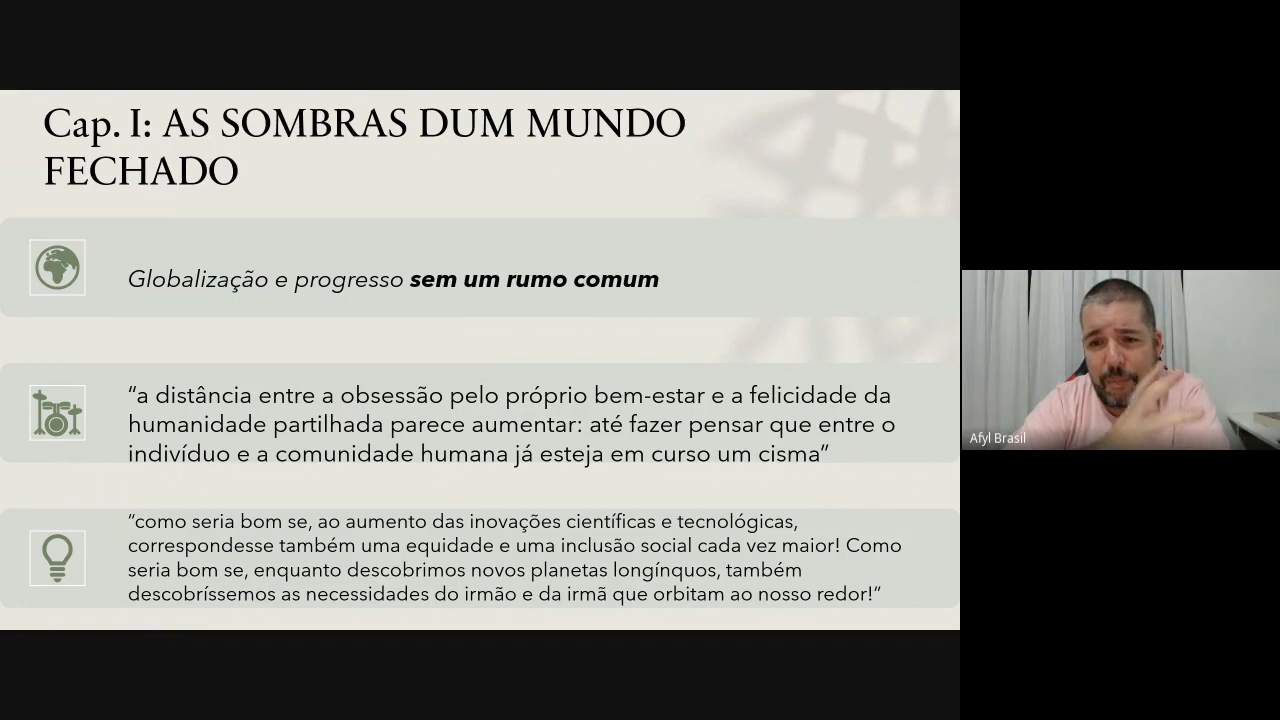 Cap. I: AS SOMBRAS DUM MUNDO
FECHADO
Globalização e progresso sem um rumo comum
“a distância entre a obsessão pelo próprio bem-estar e a felicidade da
humanidade partilhada parece aumentar: até fazer pensar que entre o
indivíduo e a comunidade humana já esteja em curso um cisma”
“como seria bom se, ao aumento das inovações científicas e tecnológicas,
correspondesse também uma equidade e uma inclusão social cada vez maior! Como
seria bom se, enquanto descobrimos novos planetas longínquos, também
descobríssemos as necessidades do irmão e da irmã que orbitam ao nosso redor!”
Afyl Brasil